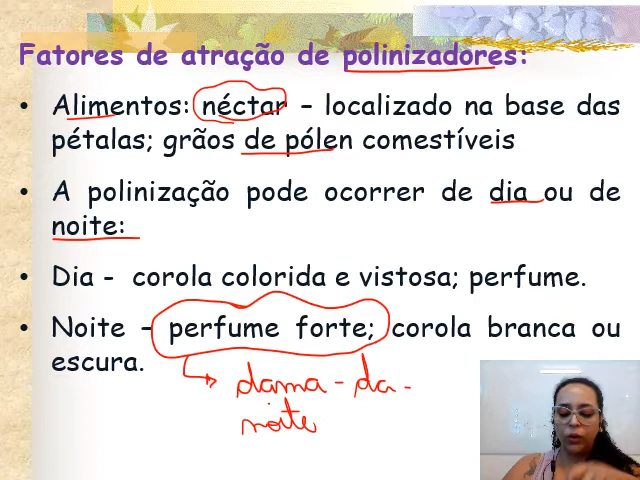 Fatores de atração de polinizadores:
• Alimentos: néctar – localizado na base das
pétalas; grãos de pólen comestíveis
• A polinização pode ocorrer de dia ou de
noite:
• Dia - corola colorida e vistosa; perfume.
• Noite – perfume forte; corola branca ou
escura.
dama - da -
noite